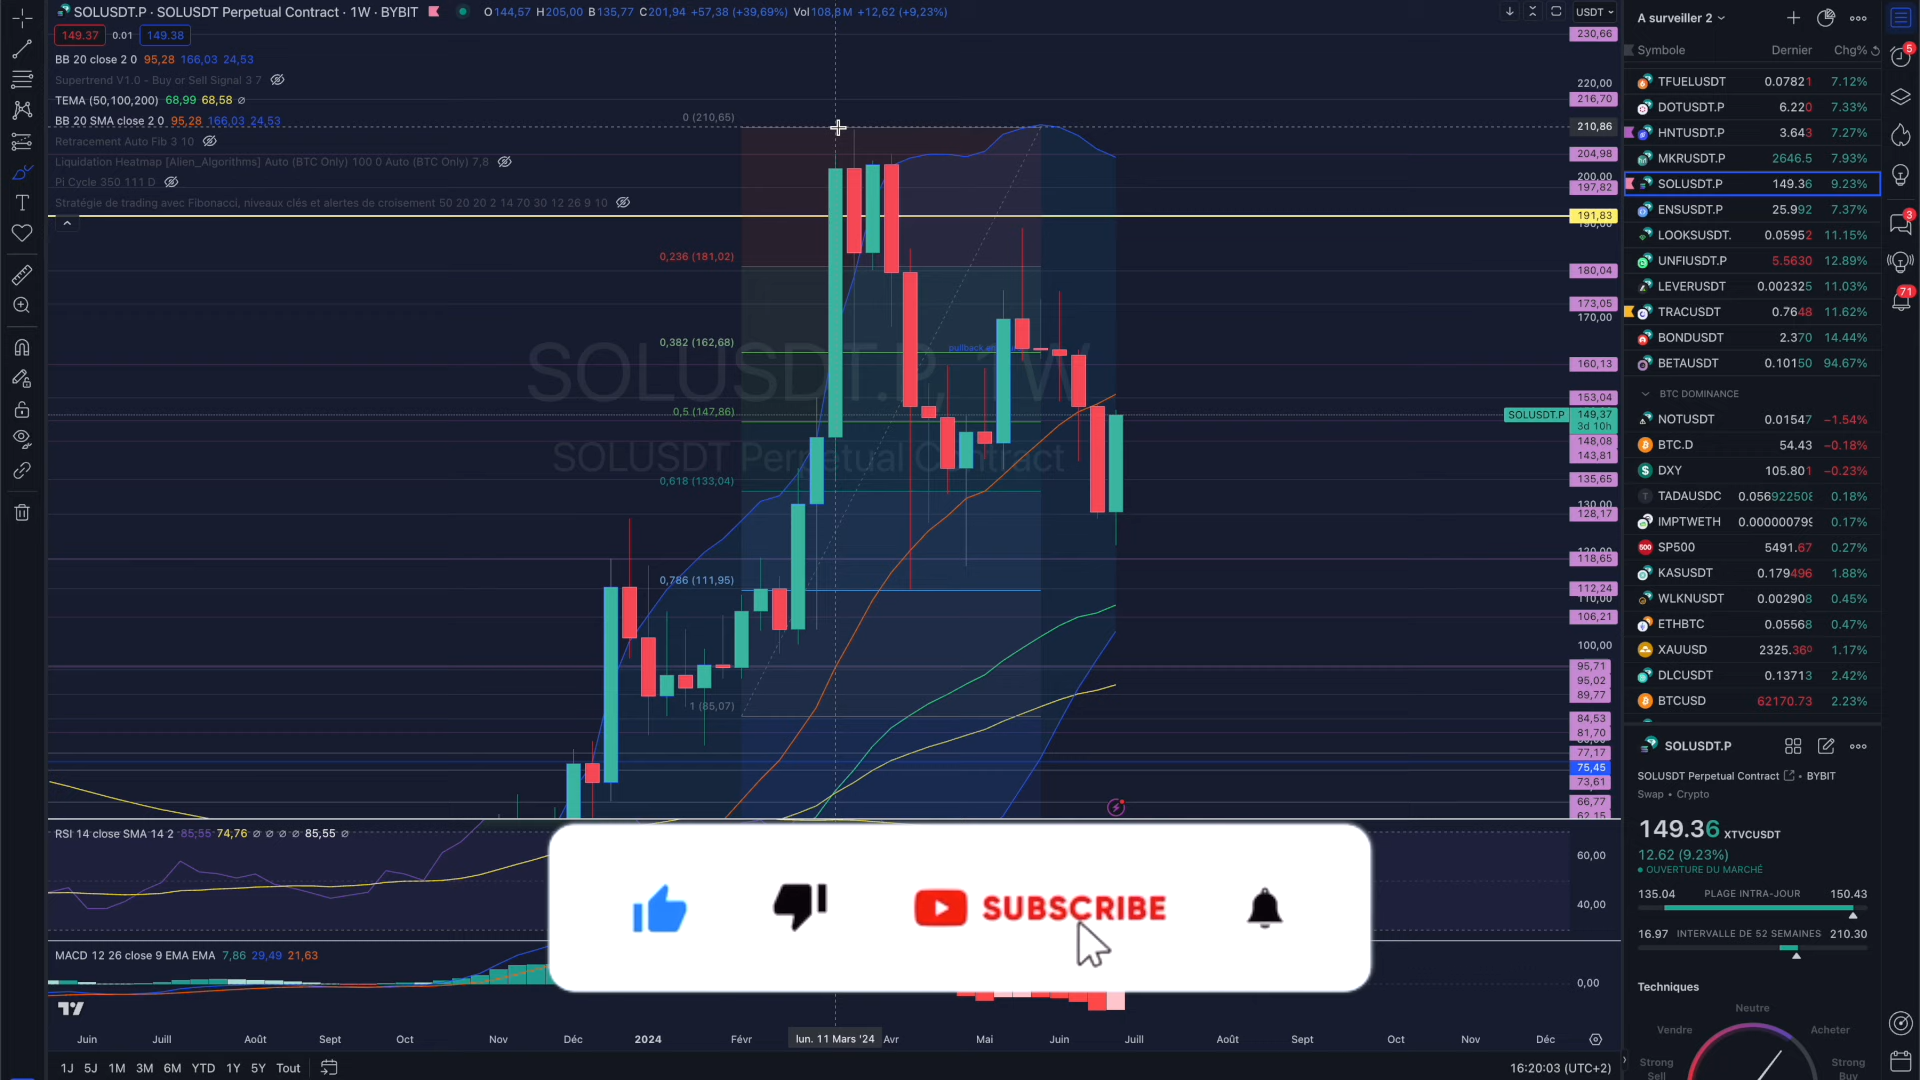 SOLUSDT.P · SOLUSDT Perpetual Contract · 1W · BYBIT
O144,57 H205,00 B135,77 C201,94 +57,38 (+39,69%) Vol108,8M +12,62 (+9,23%)
USDT
149.37 0.01 149.38
BB 20 close 2 0 95,28 166,03 24,53
Supertrend V1.0 - Buy or Sell Signal 3 7
TEMA (50,100,200) 68,99 68,58 ∅
BB 20 SMA close 2 0 95,28 166,03 24,53
Retracement Auto Fib 3 10
Liquidation Heatmap [Alien_Algorithms] Auto (BTC Only) 100 0 Auto (BTC Only) 7,8
Pi Cycle 350 111 D
Stratégie de trading avec Fibonacci, niveaux clés et alertes de croisement 50 20 20 2 14 70 30 12 26 9 10
0 (210,65)
0,236 (181,02)
0,382 (162,68)
0,5 (147,86)
0,618 (133,04)
0,786 (111,95)
1 (85,07)
SOLUSDT.P, 1W
SOLUSDT Perpetual Contract
230,66
220,00
216,70
210,86
204,98
200,00
197,82
191,83
190,00
180,04
173,05
170,00
160,13
153,04
SOLUSDT.P 149,37
3d 10h
148,08
143,81
135,65
130,00
128,17
120,00
118,65
112,24
110,00
106,21
100,00
95,71
95,02
89,77
84,53
81,70
77,17
75,45
73,61
66,77
62,15
RSI 14 close SMA 14 2 85,55 74,76 ∅ ∅ ∅ ∅ 85,55 ∅
60,00
40,00
MACD 12 26 close 9 EMA EMA 7,86 29,49 21,63
0,00
SUBSCRIBE
Juin Juill Août Sept Oct Nov Déc 2024 Févr lun. 11 Mars '24 Avr Mai Juin Juill Août Sept Oct Nov Déc
1J 5J 1M 3M 6M YTD 1Y 5Y Tout
16:20:03 (UTC+2)
A surveiller 2
Symbole Dernier Chg%
TFUELUSDT 0.07821 7.12%
DOTUSDT.P 6.220 7.33%
HNTUSDT.P 3.643 7.27%
MKRUSDT.P 2646.5 7.93%
SOLUSDT.P 149.36 9.23%
ENSUSDT.P 25.992 7.37%
LOOKSUSDT. 0.05952 11.15%
UNFIUSDT.P 5.5630 12.89%
LEVERUSDT 0.002325 11.03%
TRACUSDT 0.7648 11.62%
BONDUSDT 2.370 14.44%
BETAUSDT 0.10150 94.67%
BTC DOMINANCE
NOTUSDT 0.01547 −1.54%
BTC.D 54.43 −0.18%
DXY 105.801 −0.23%
TADAUSDC 0.056922508 0.18%
IMPTWETH 0.000000799 0.17%
SP500 5491.67 0.27%
KASUSDT 0.179496 1.88%
WLKNUSDT 0.002908 0.45%
ETHBTC 0.05568 0.47%
XAUUSD 2325.360 1.17%
DLCUSDT 0.13713 2.42%
BTCUSD 62170.73 2.23%
SOLUSDT.P
SOLUSDT Perpetual Contract • BYBIT
Swap • Crypto
149.36 XTVCUSDT
12.62 (9.23%)
OUVERTURE DU MARCHÉ
135.04 PLAGE INTRA-JOUR 150.43
16.97 INTERVALLE DE 52 SEMAINES 210.30
Techniques
Neutre
Vendre Acheter
Strong Sell
Strong Buy
5
3
71
500